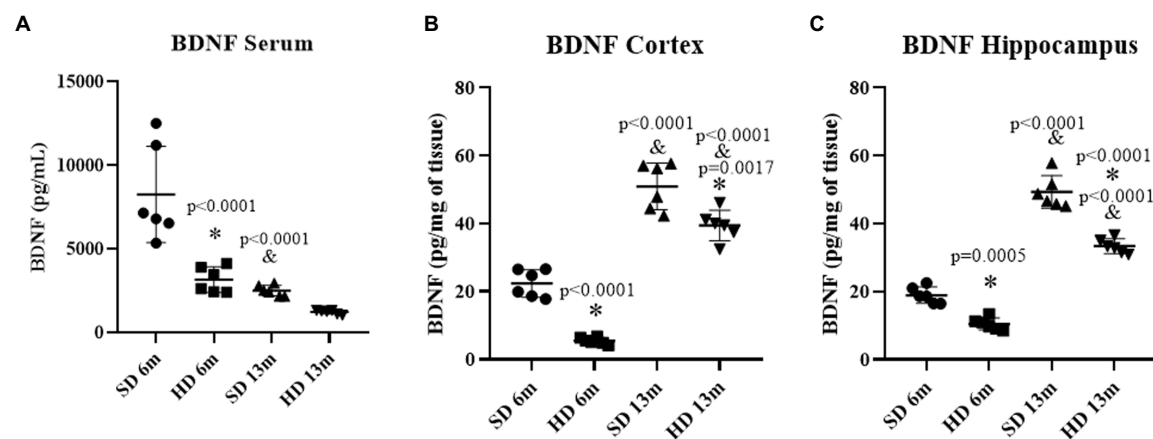 A
BDNF Serum
BDNF (pg/mL)
15000
10000
5000
0
p<0.0001
*
p<0.0001
&
SD 6m
HD 6m
SD 13m
HD 13m
B
BDNF Cortex
BDNF (pg/mg of tissue)
80
60
40
20
0
p<0.0001
*
p<0.0001
&
p<0.0001
&
p=0.0017
*
SD 6m
HD 6m
SD 13m
HD 13m
C
BDNF Hippocampus
BDNF (pg/mg of tissue)
80
60
40
20
0
p=0.0005
*
p<0.0001
&
p<0.0001
*
p<0.0001
&
SD 6m
HD 6m
SD 13m
HD 13m